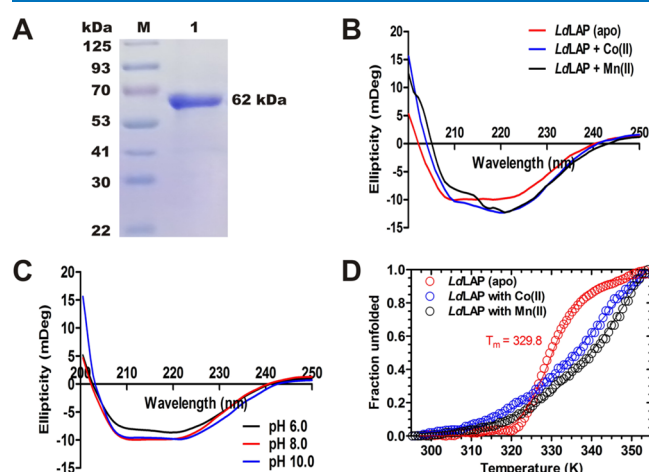 A
kDa M 1
125
93
70
53
41
30
22
62 kDa
B
Ellipticity (mDeg)
20
15
10
5
0
-5
-10
-15
210 220 230 240 250
Wavelength (nm)
LdLAP (apo)
LdLAP + Co(II)
LdLAP + Mn(II)
C
Ellipticity (mDeg)
20
15
10
5
0
-5
-10
-15
200 210 220 230 240 250
Wavelength (nm)
pH 6.0
pH 8.0
pH 10.0
D
Fraction unfolded
1.0
0.8
0.6
0.4
0.2
0.0
LdLAP (apo)
LdLAP with Co(II)
LdLAP with Mn(II)
Tm = 329.8
300 310 320 330 340 350
Temperature (K)